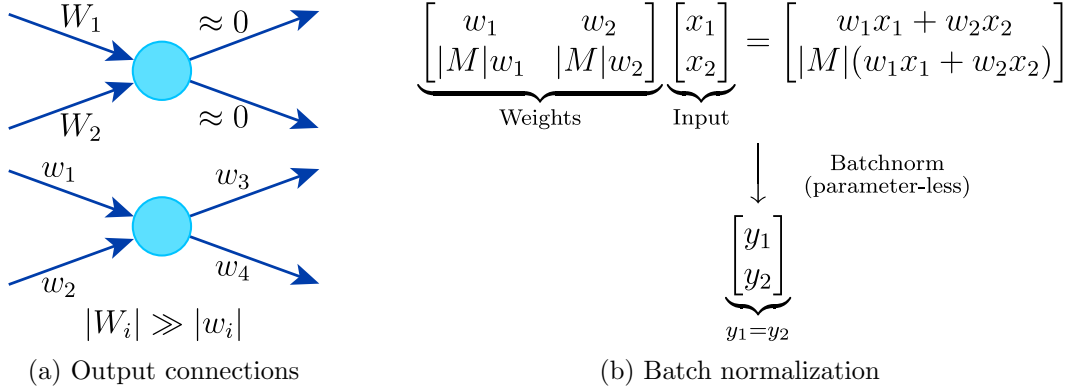 W₁ ≈ 0
W₂ ≈ 0
w₁ w₃
w₂ w₄
|Wᵢ| ≫ |wᵢ|
(a) Output connections
[w₁ w₂; |M|w₁ |M|w₂] [x₁; x₂] = [w₁x₁ + w₂x₂; |M|(w₁x₁ + w₂x₂)]
Weights Input
Batchnorm
(parameter-less)
[y₁; y₂]
y₁=y₂
(b) Batch normalization